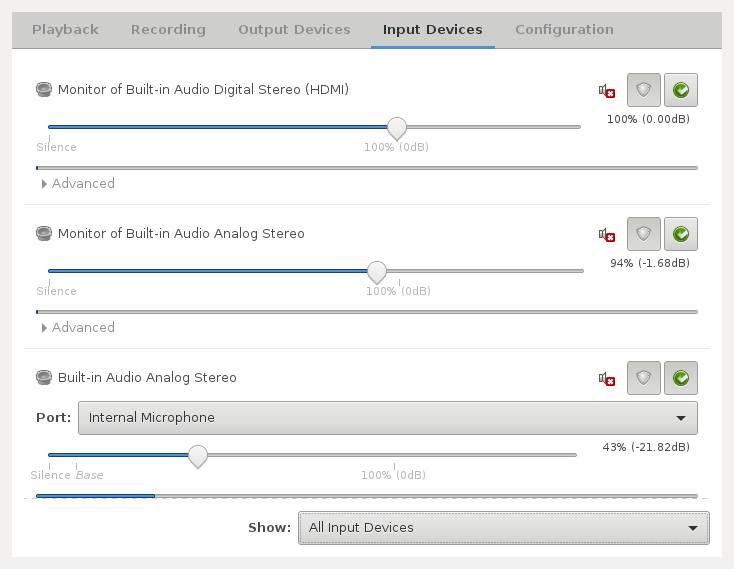 Playback Recording Output Devices Input Devices Configuration
Monitor of Built-in Audio Digital Stereo (HDMI)
100% (0.00dB)
Silence 100% (0dB)
Advanced
Monitor of Built-in Audio Analog Stereo
94% (-1.68dB)
Silence 100% (0dB)
Advanced
Built-in Audio Analog Stereo
Port: Internal Microphone
43% (-21.82dB)
Silence Base 100% (0dB)
Show: All Input Devices